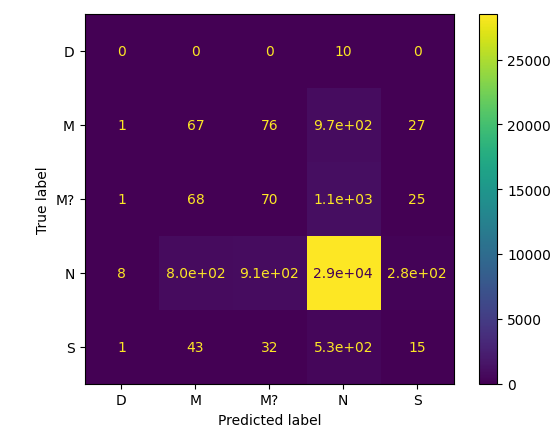 D 0 0 0 10 0
M 1 67 76 9.7e+02 27
M? 1 68 70 1.1e+03 25
N 8 8.0e+02 9.1e+02 2.9e+04 2.8e+02
S 1 43 32 5.3e+02 15
D M M? N S
Predicted label
True label
25000
20000
15000
10000
5000
0